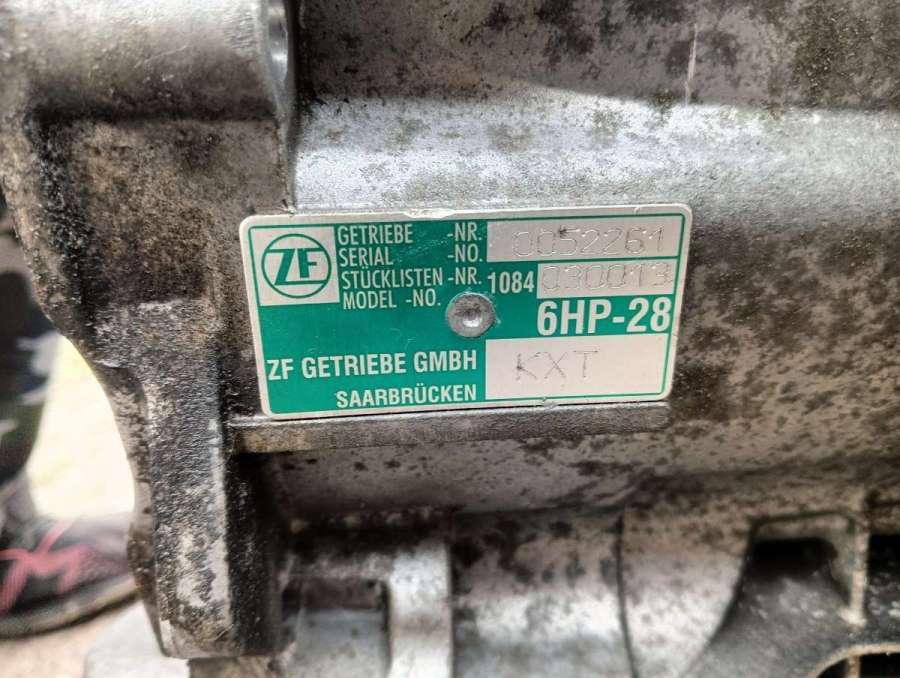 ZF
GETRIEBE -NR. 0052261
SERIAL -NO.
STÜCKLISTEN -NR. 1084 030013
MODEL -NO.
6HP-28
ZF GETRIEBE GMBH KXT
SAARBRÜCKEN